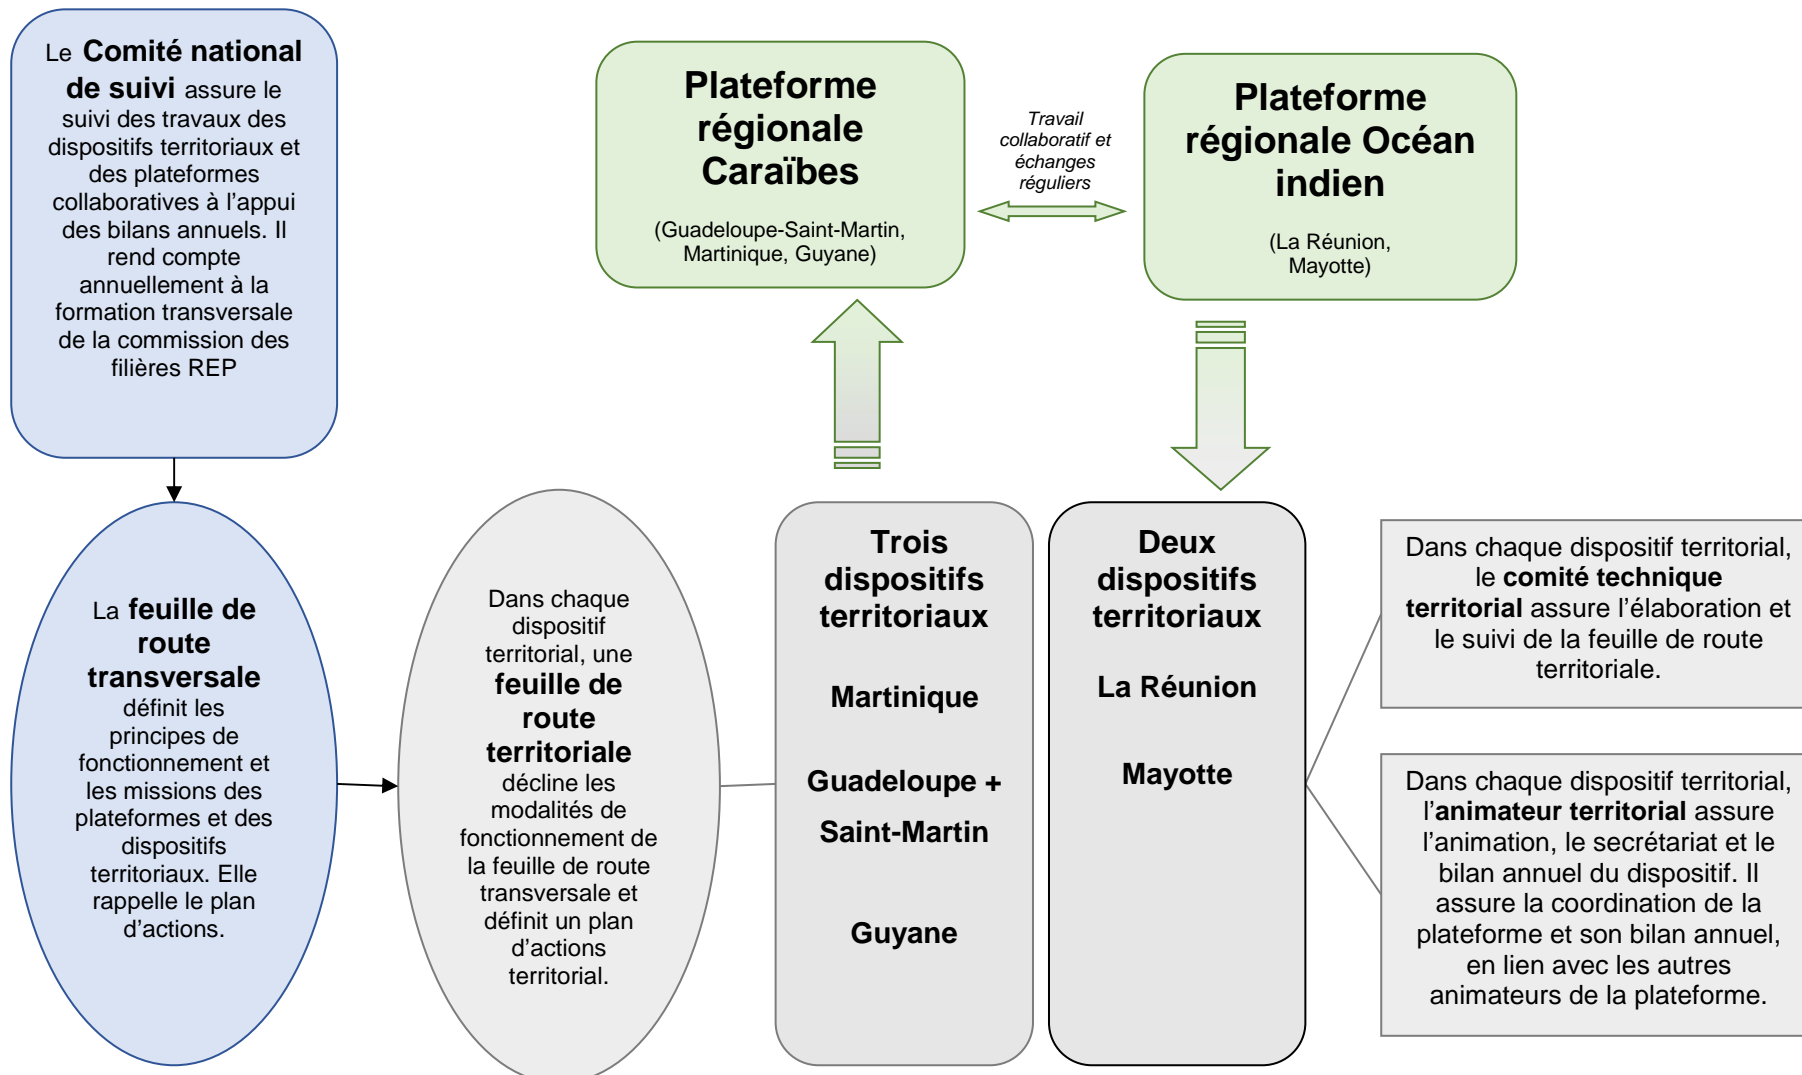 Le Comité national
de suivi assure le
suivi des travaux des
dispositifs territoriaux et
des plateformes
collaboratives à l’appui
des bilans annuels. Il
rend compte
annuellement à la
formation transversale
de la commission des
filières REP
Plateforme
régionale
Caraïbes
(Guadeloupe-Saint-Martin,
Martinique, Guyane)
Travail
collaboratif et
échanges
réguliers
Plateforme
régionale Océan
indien
(La Réunion,
Mayotte)
La feuille de
route
transversale
définit les
principes de
fonctionnement et
les missions des
plateformes et des
dispositifs
territoriaux. Elle
rappelle le plan
d’actions.
Dans chaque
dispositif
territorial, une
feuille de
route
territoriale
décline les
modalités de
fonctionnement de
la feuille de route
transversale et
définit un plan
d’actions
territorial.
Trois
dispositifs
territoriaux
Martinique
Guadeloupe +
Saint-Martin
Guyane
Deux
dispositifs
territoriaux
La Réunion
Mayotte
Dans chaque dispositif territorial,
le comité technique
territorial assure l’élaboration et
le suivi de la feuille de route
territoriale.
Dans chaque dispositif territorial,
l’animateur territorial assure
l’animation, le secrétariat et le
bilan annuel du dispositif. Il
assure la coordination de la
plateforme et son bilan annuel,
en lien avec les autres
animateurs de la plateforme.